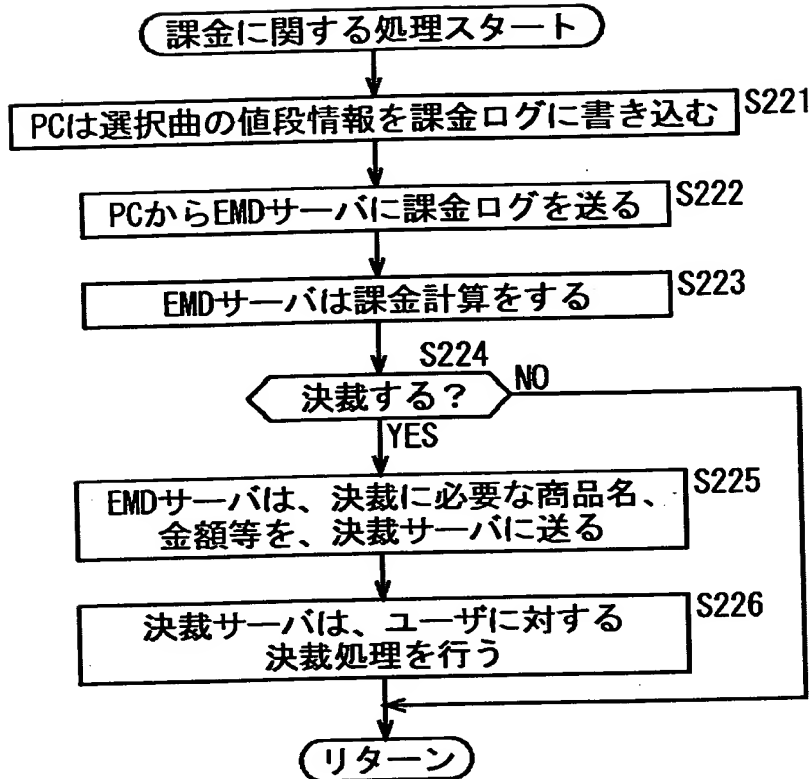 課金に関する処理スタート
PCは選択曲の値段情報を課金ログに書き込む
S221
PCからEMDサーバに課金ログを送る
S222
EMDサーバは課金計算をする
S223
S224
決裁する?
NO
YES
EMDサーバは、決裁に必要な商品名、
S225
金額等を、決裁サーバに送る
決裁サーバは、ユーザに対する
S226
決裁処理を行う
リターン